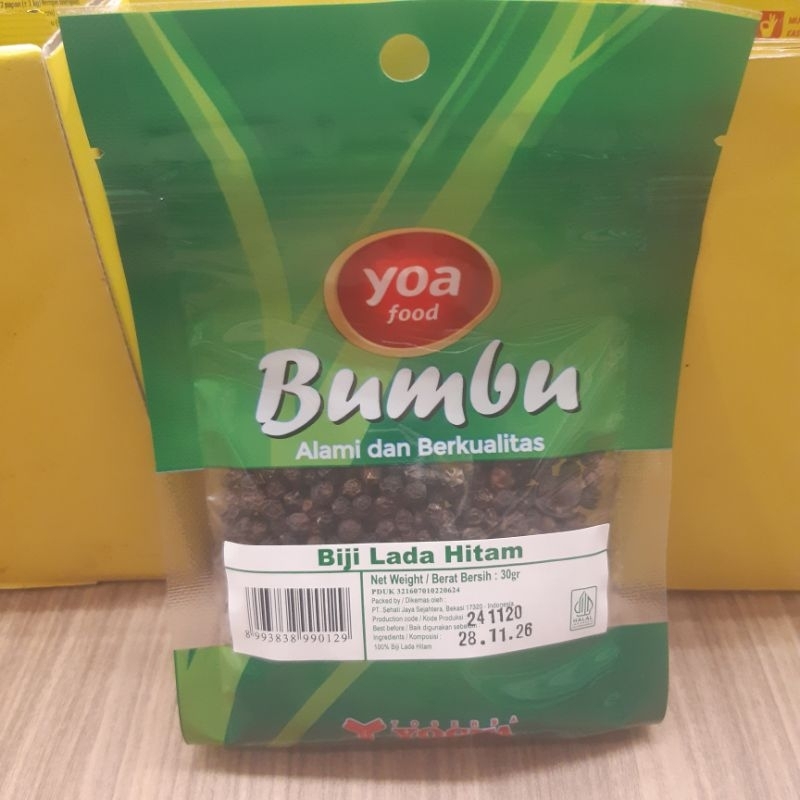 yoa
food
Bumbu
Alami dan Berkualitas
Biji Lada Hitam
Net Weight / Berat Bersih : 30gr
PDUK 321607010220624
Packed by / Dikemas oleh :
PT. Sehati Jaya Sejahtera, Bekasi 17320 - Indonesia
Production code / Kode Produksi 241120
Best before / Baik digunakan sebelum 28.11.26
Ingredients / Komposisi :
100% Biji Lada Hitam
8 993838 990129
HALAL